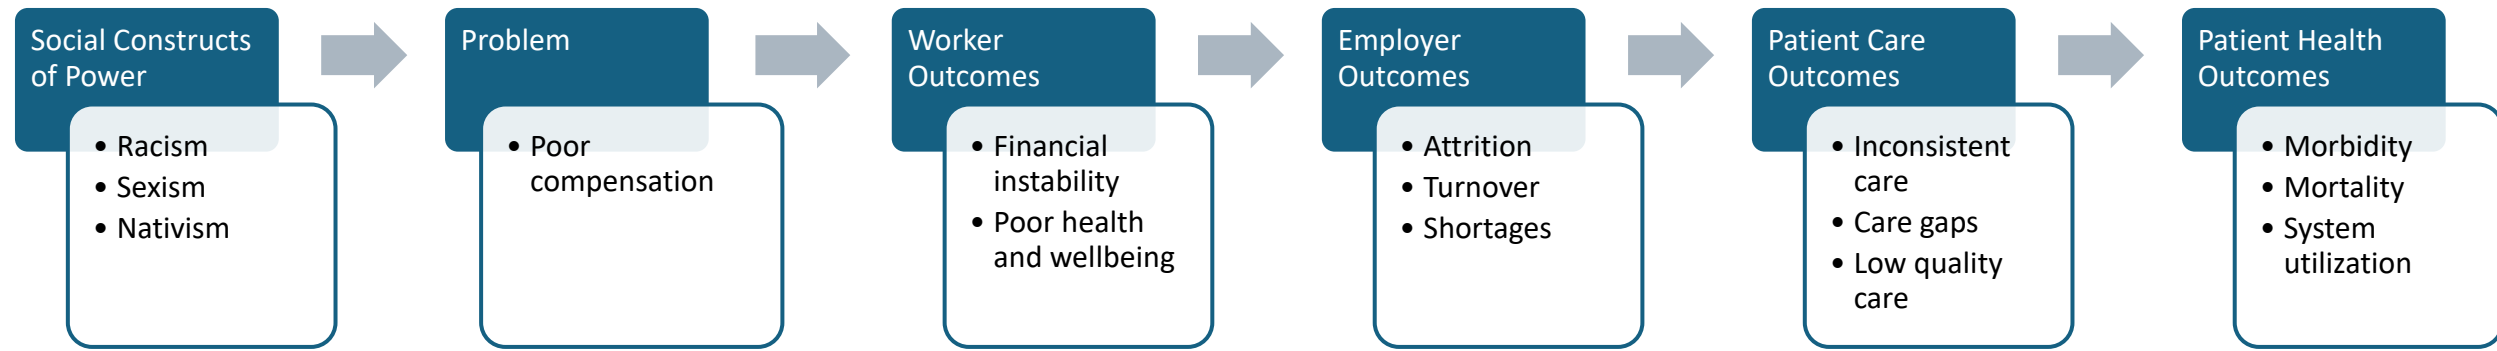 Social Constructs
of Power
• Racism
• Sexism
• Nativism
Problem
• Poor
compensation
Worker
Outcomes
• Financial
instability
• Poor health
and wellbeing
Employer
Outcomes
• Attrition
• Turnover
• Shortages
Patient Care
Outcomes
• Inconsistent
care
• Care gaps
• Low quality
care
Patient Health
Outcomes
• Morbidity
• Mortality
• System
utilization